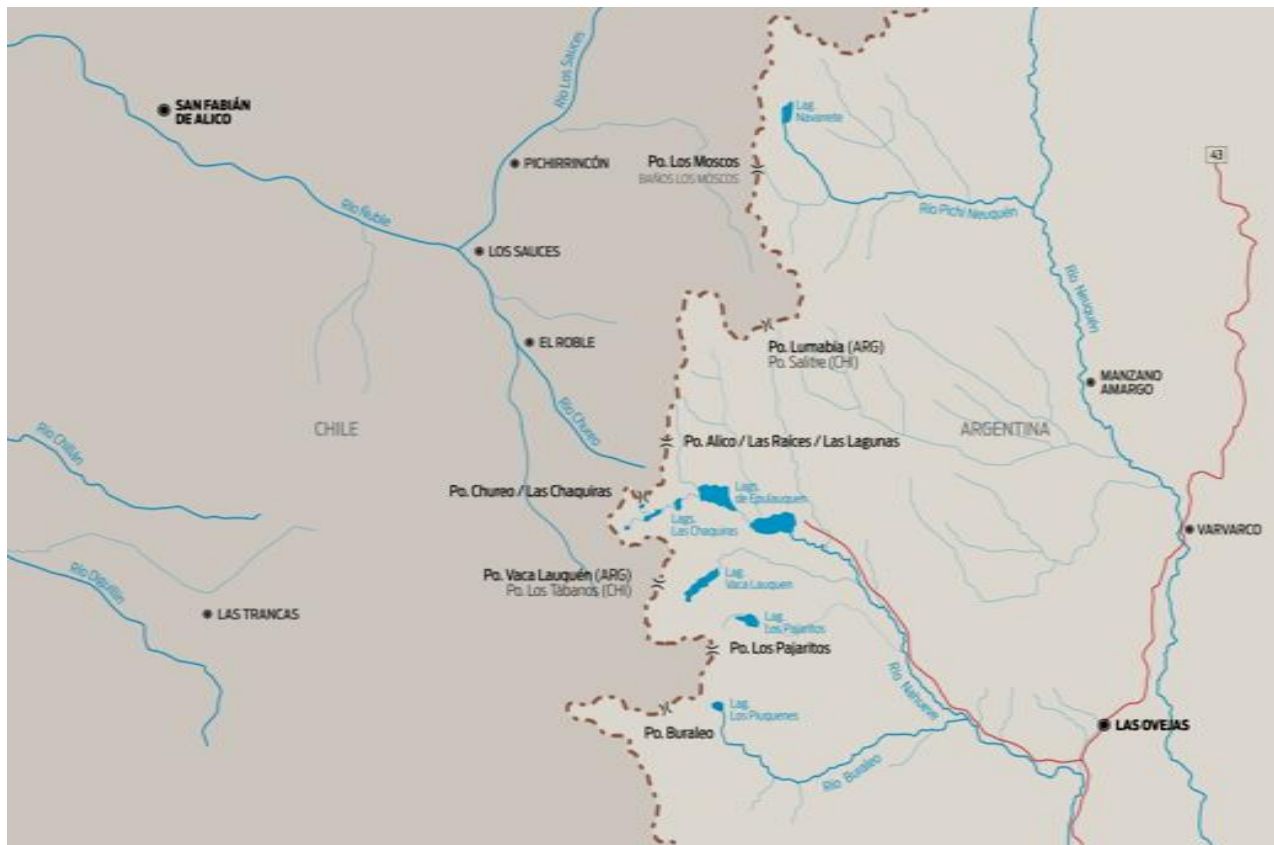 SAN FABIÁN
DE ALICO
Río Los Sauces
PICHIRRINCÓN
Po. Los Moscos
BAÑOS LOS MOSCOS
Lag.
Navarrete
43
Río Ñuble
LOS SAUCES
Río Pichi Neuquén
Río Neuquén
EL ROBLE
Po. Lumabia (ARG)
Po. Salitre (CHI)
MANZANO
AMARGO
CHILE
Río Chureo
ARGENTINA
Río Chillán
Po. Alico / Las Raíces / Las Lagunas
Po. Chureo / Las Chaquiras
Lags.
de Epulauquen
Lags.
Las Chaquiras
VARVARCO
Río Diguillín
Po. Vaca Lauquén (ARG)
Po. Los Tábanos (CHI)
Lag.
Vaca Lauquen
LAS TRANCAS
Lag.
Los Pajaritos
Po. Los Pajaritos
Río Nahueve
Lag.
Los Piuquenes
Po. Buraleo
LAS OVEJAS
Río Buraleo